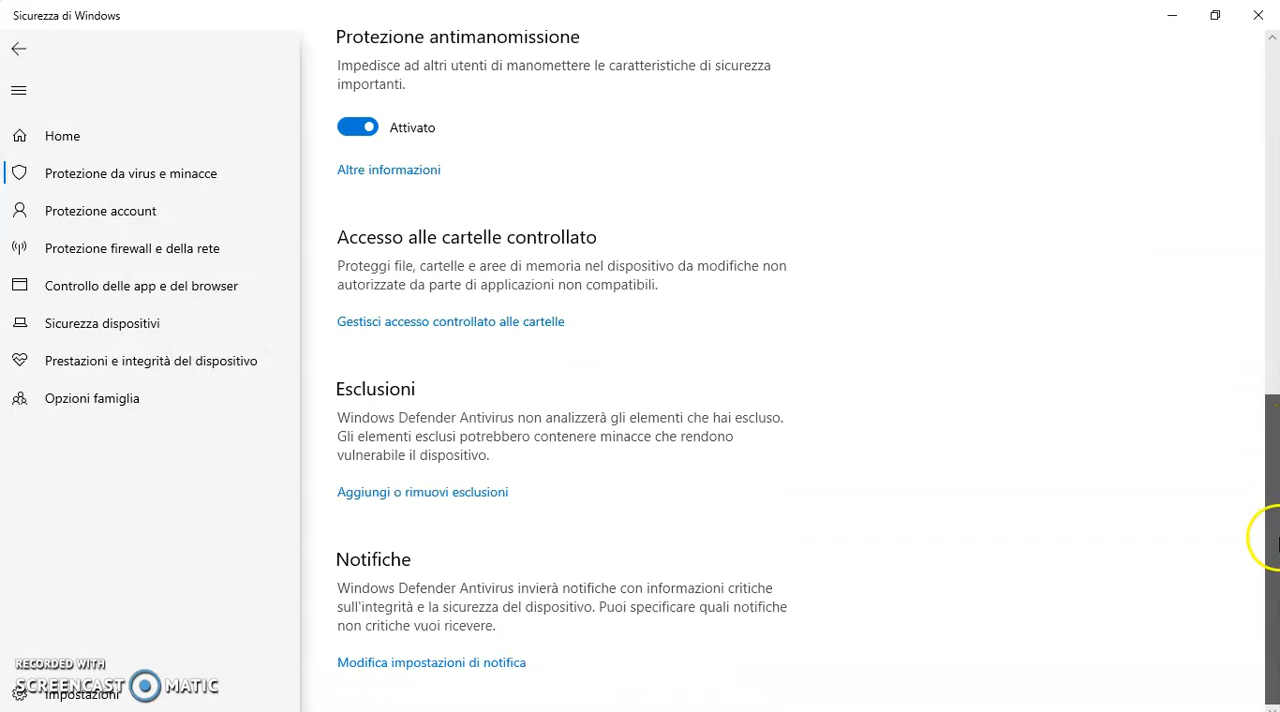 Sicurezza di Windows
Home
Protezione da virus e minacce
Protezione account
Protezione firewall e della rete
Controllo delle app e del browser
Sicurezza dispositivi
Prestazioni e integrità del dispositivo
Opzioni famiglia
RECORDED WITH
SCREENCAST MATIC
Impostazioni
Protezione antimanomissione
Impedisce ad altri utenti di manomettere le caratteristiche di sicurezza
importanti.
Attivato
Altre informazioni
Accesso alle cartelle controllato
Proteggi file, cartelle e aree di memoria nel dispositivo da modifiche non
autorizzate da parte di applicazioni non compatibili.
Gestisci accesso controllato alle cartelle
Esclusioni
Windows Defender Antivirus non analizzerà gli elementi che hai escluso.
Gli elementi esclusi potrebbero contenere minacce che rendono
vulnerabile il dispositivo.
Aggiungi o rimuovi esclusioni
Notifiche
Windows Defender Antivirus invierà notifiche con informazioni critiche
sull'integrità e la sicurezza del dispositivo. Puoi specificare quali notifiche
non critiche vuoi ricevere.
Modifica impostazioni di notifica